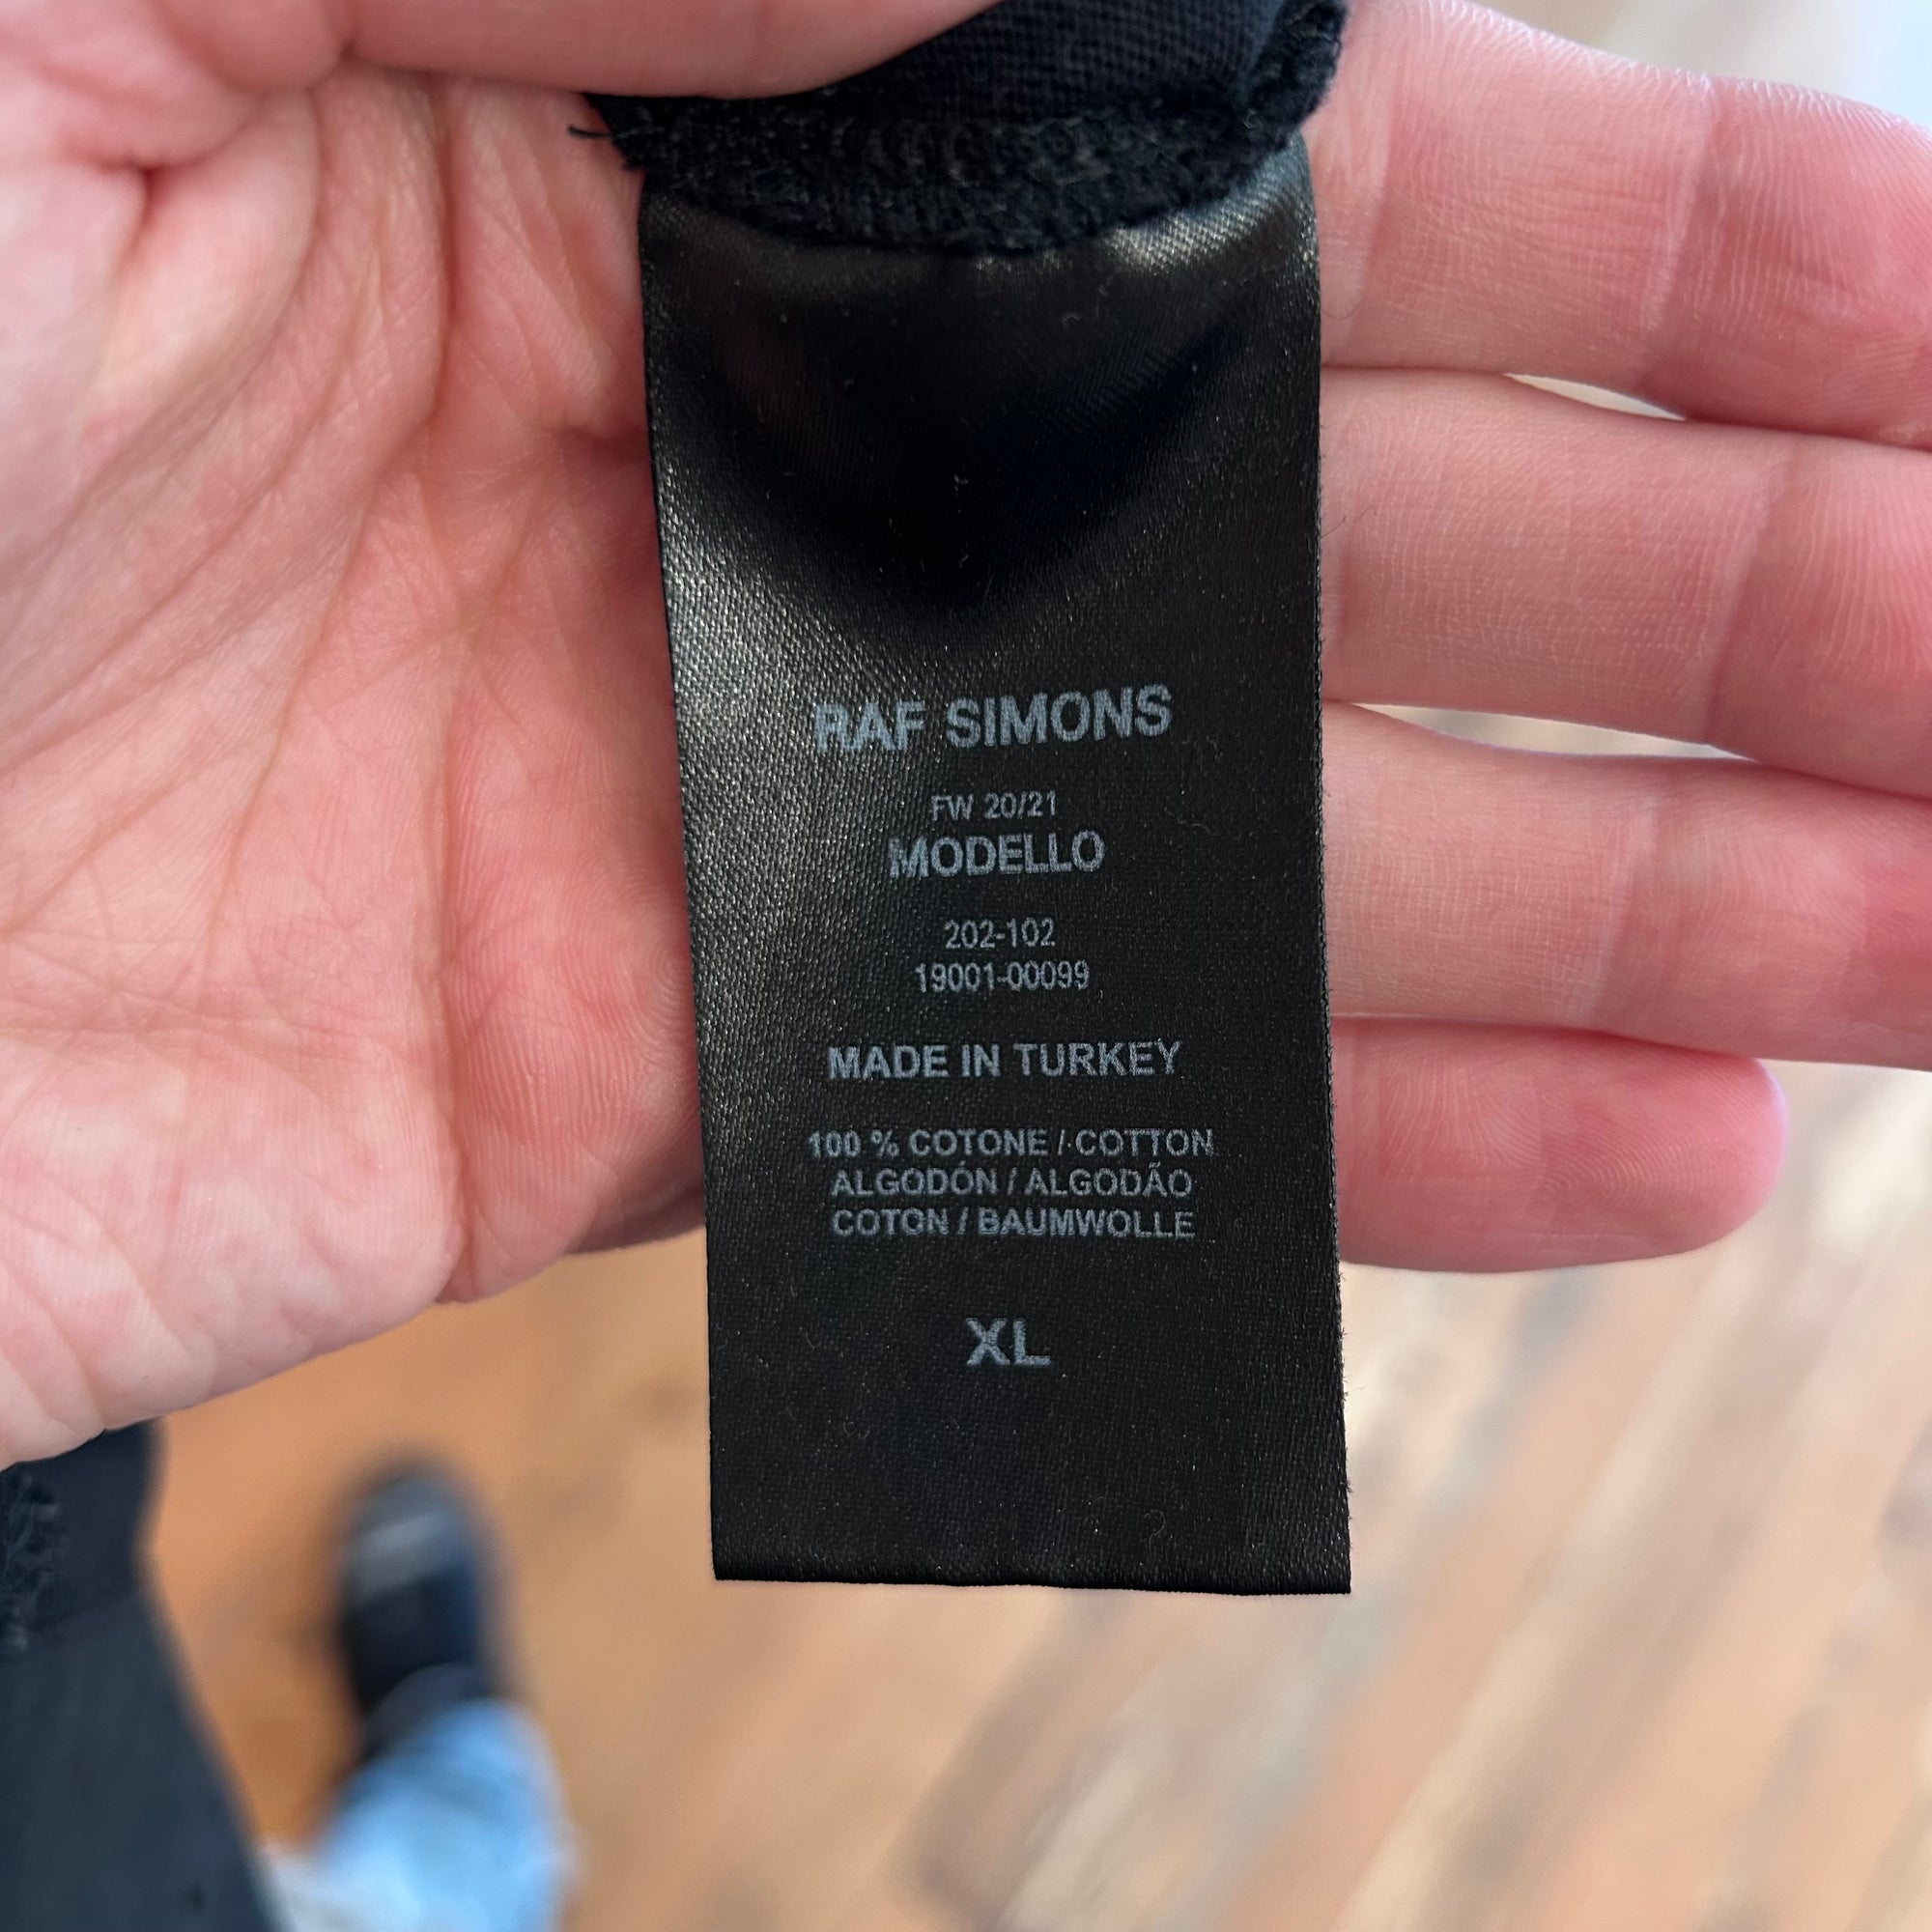 RAF SIMONS
FW 20/21
MODELLO
202-102
19001-00099
MADE IN TURKEY
100 % COTONE / COTTON
ALGODÓN / ALGODÃO
COTON / BAUMWOLLE
XL